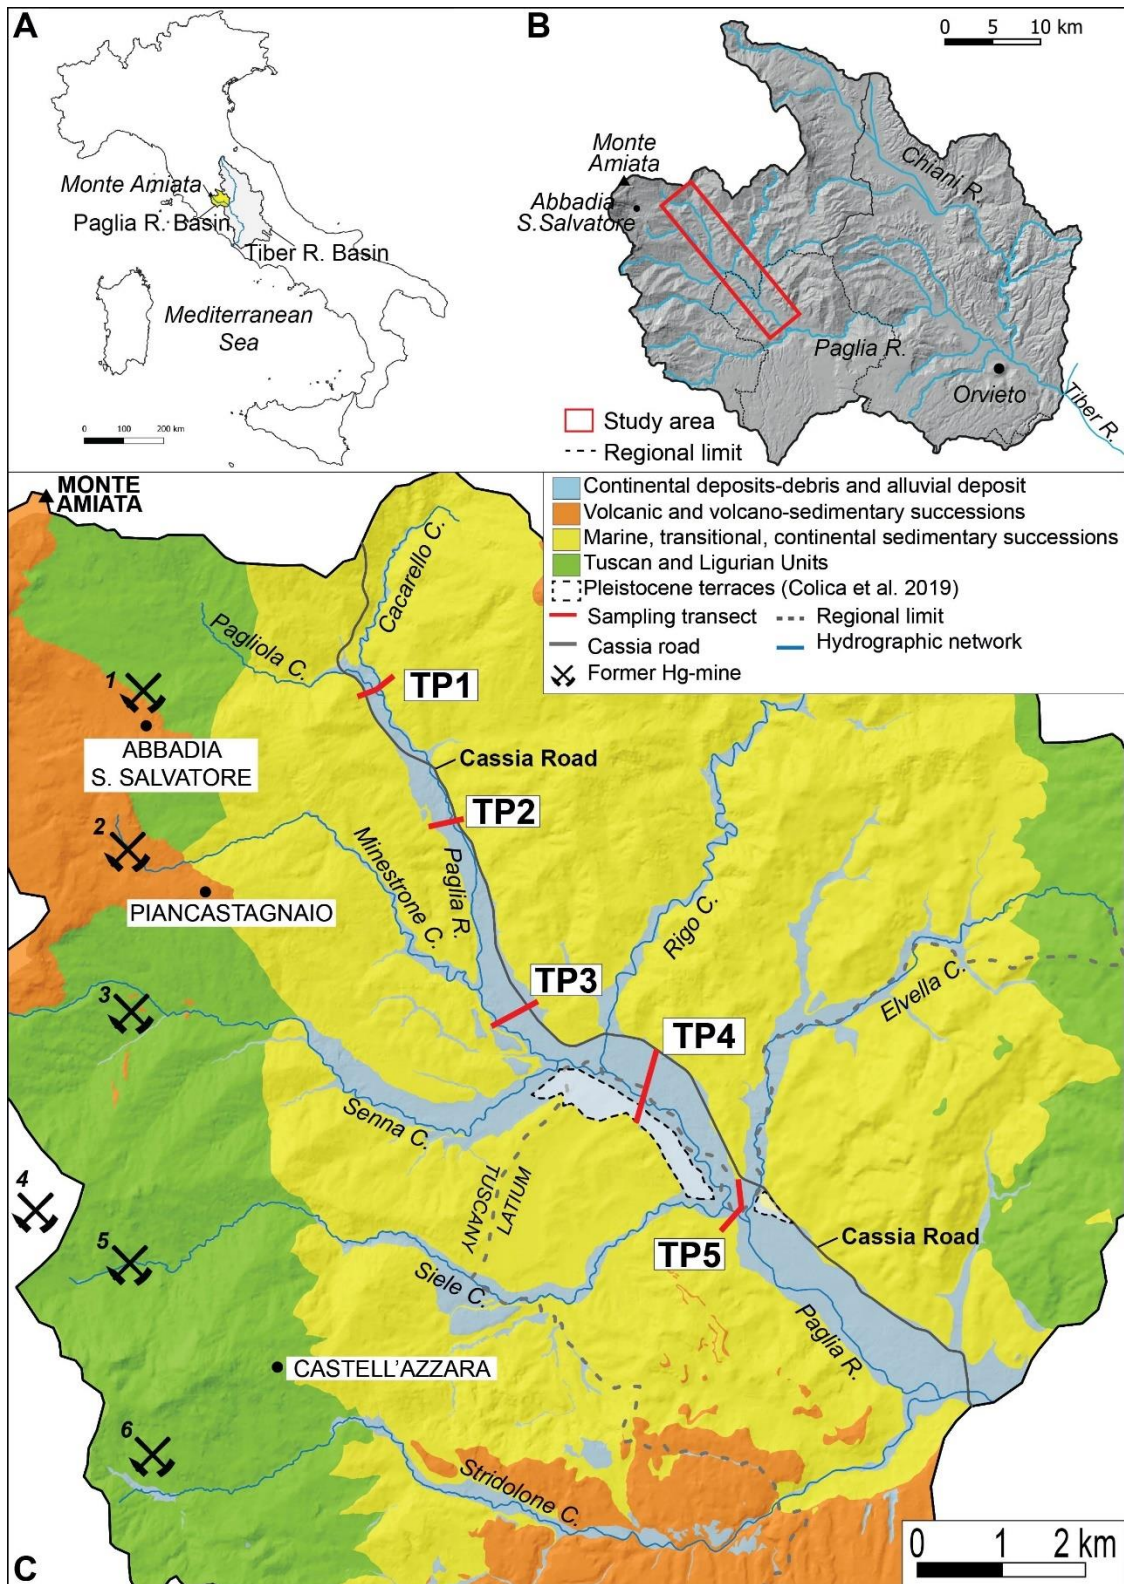 A
Monte Amiata
Paglia R. Basin
Tiber R. Basin
Mediterranean
Sea
0 100 200 km
B
0 5 10 km
Monte
Amiata
Abbadia
S.Salvatore
Chiani R.
Paglia R.
Orvieto
Tiber R.
Study area
Regional limit
MONTE
AMIATA
Continental deposits-debris and alluvial deposit
Volcanic and volcano-sedimentary successions
Marine, transitional, continental sedimentary successions
Tuscan and Ligurian Units
Pleistocene terraces (Colica et al. 2019)
Sampling transect
Regional limit
Cassia road
Hydrographic network
Former Hg-mine
Cacarello C.
Pagliola C.
TP1
1
ABBADIA
S. SALVATORE
Cassia Road
TP2
2
Minestrone C.
Paglia R.
PIANCASTAGNAIO
Rigo C.
TP3
3
Elvella C.
TP4
Senna C.
TUSCANY
LATIUM
4
5
TP5
Cassia Road
Siele C.
Paglia R.
CASTELL'AZZARA
6
Stridolone C.
0 1 2 km
C